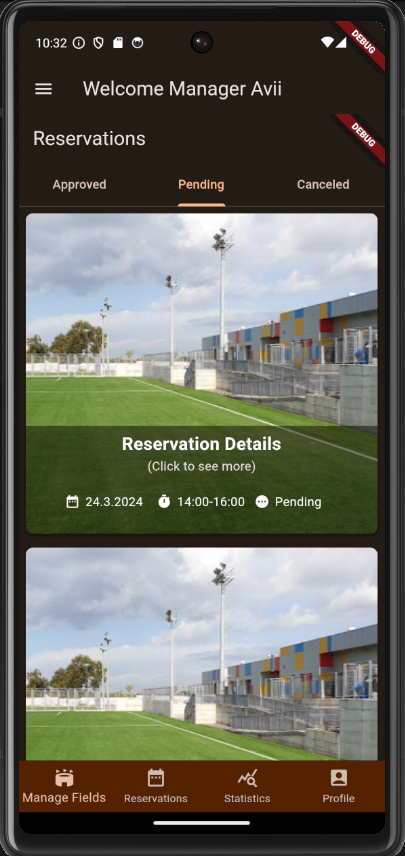 10:32
DEBUG
Welcome Manager Avii
Reservations
DEBUG
Approved Pending Canceled
Reservation Details
(Click to see more)
24.3.2024 14:00-16:00 Pending
Manage Fields Reservations Statistics Profile